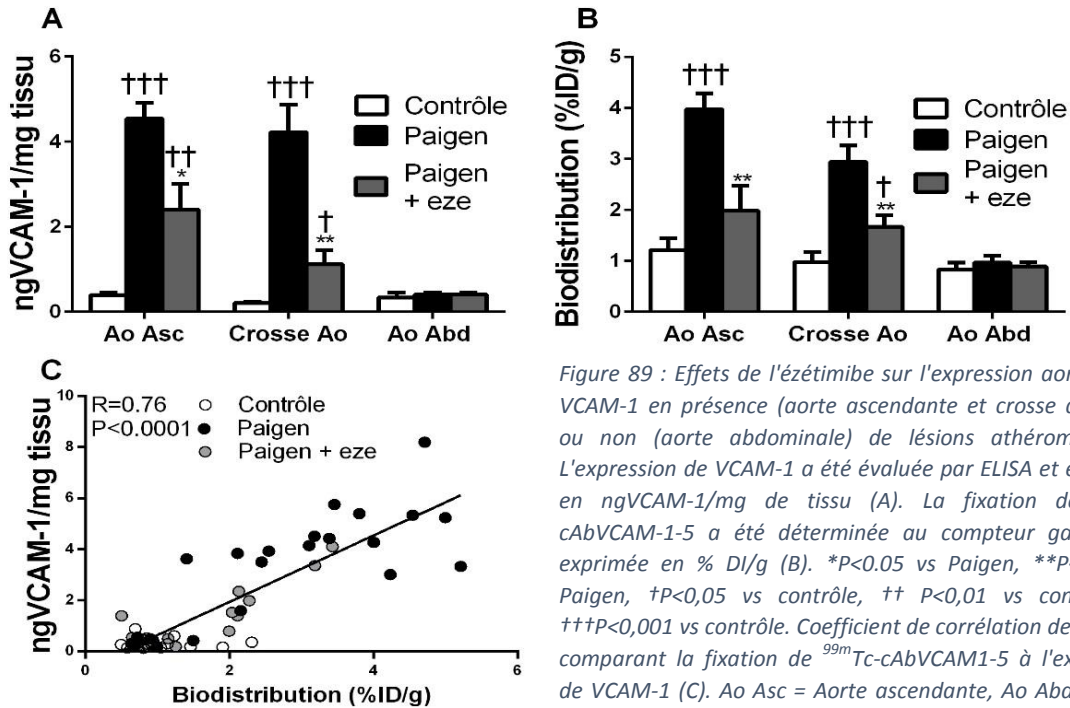 A
ngVCAM-1/mg tissu
6
4
2
0
†††
††
*
†††
†
**
Contrôle
Paigen
Paigen
+ eze
Ao Asc
Crosse Ao
Ao Abd
B
Biodistribution (%ID/g)
5
4
3
2
1
0
†††
**
†††
†
**
Contrôle
Paigen
Paigen
+ eze
Ao Asc
Crosse Ao
Ao Abd
C
ngVCAM-1/mg tissu
10
8
6
4
2
0
R=0.76
P<0.0001
Contrôle
Paigen
Paigen + eze
0
2
4
6
Biodistribution (%ID/g)
Figure 89 : Effets de l'ézétimibe sur l'expression aor
VCAM-1 en présence (aorte ascendante et crosse
ou non (aorte abdominale) de lésions athérom
L'expression de VCAM-1 a été évaluée par ELISA et e
en ngVCAM-1/mg de tissu (A). La fixation de
cAbVCAM-1-5 a été déterminée au compteur ga
exprimée en % DI/g (B). *P<0.05 vs Paigen, **P
Paigen, †P<0,05 vs contrôle, †† P<0,01 vs con
†††P<0,001 vs contrôle. Coefficient de corrélation de
comparant la fixation de 99mTc-cAbVCAM1-5 à l'ex
de VCAM-1 (C). Ao Asc = Aorte ascendante, Ao Abd